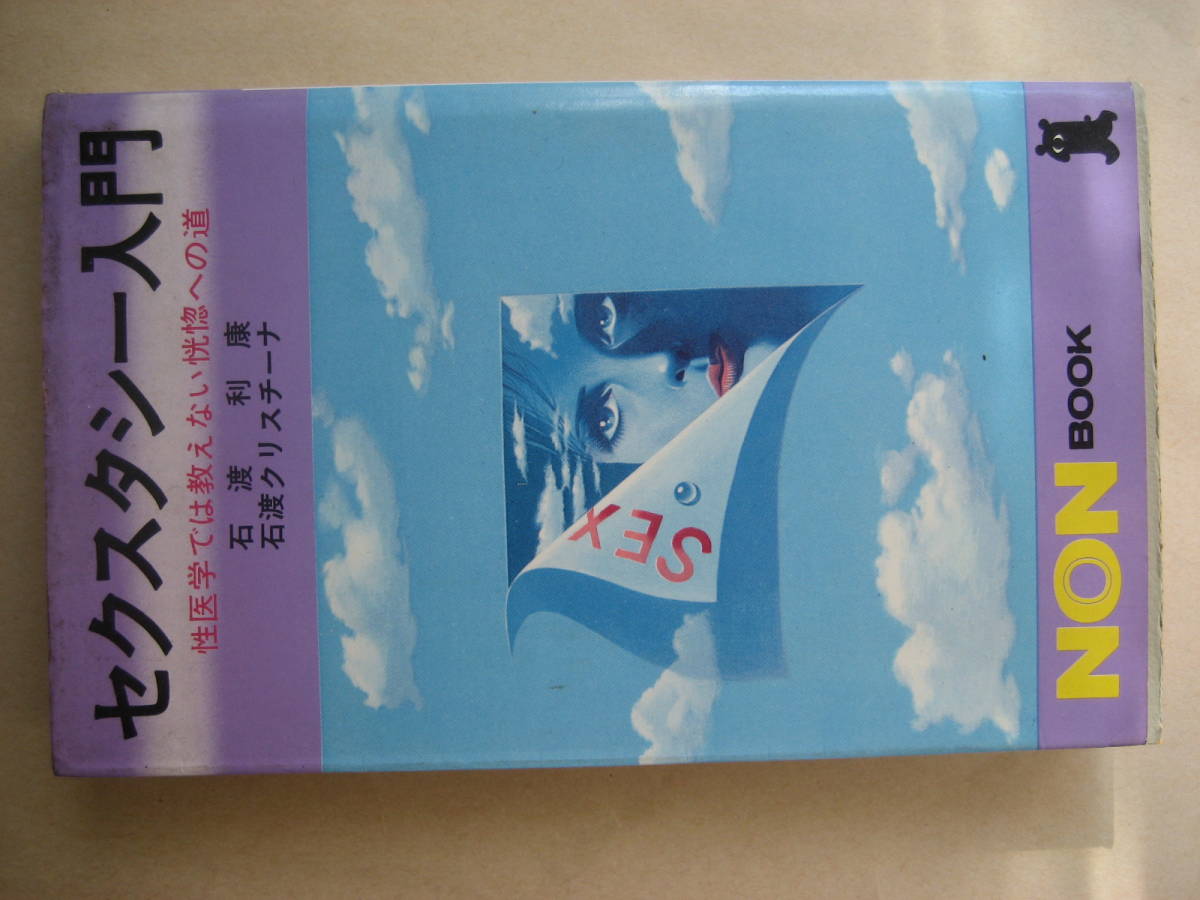 セクスタシー入門
性医学では教えない恍惚への道
石渡利康
石渡クリスチーナ
SEX
NON BOOK